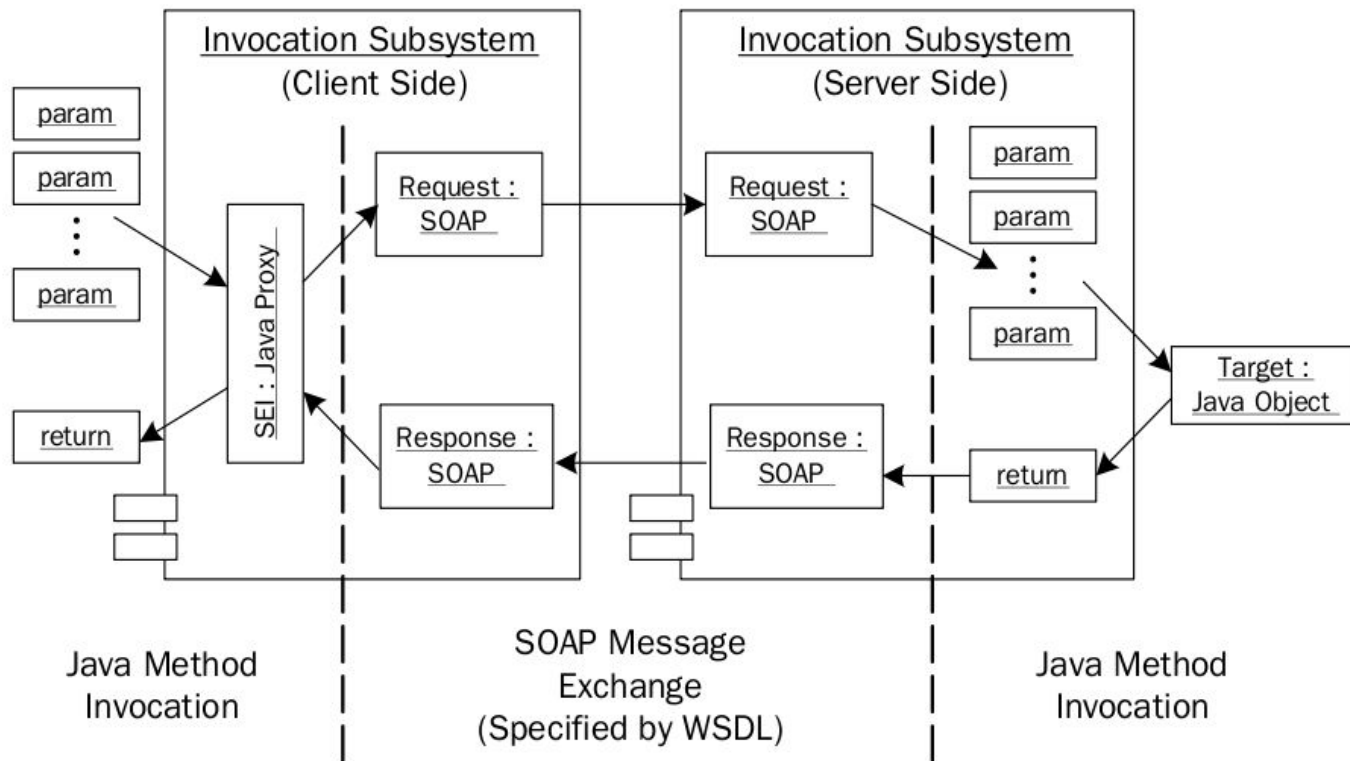 Invocation Subsystem
(Client Side)
Invocation Subsystem
(Server Side)
param
param
param
return
SEI : Java Proxy
Request :
SOAP
Response :
SOAP
Request :
SOAP
Response :
SOAP
param
param
param
return
Target :
Java Object
Java Method
Invocation
SOAP Message
Exchange
(Specified by WSDL)
Java Method
Invocation